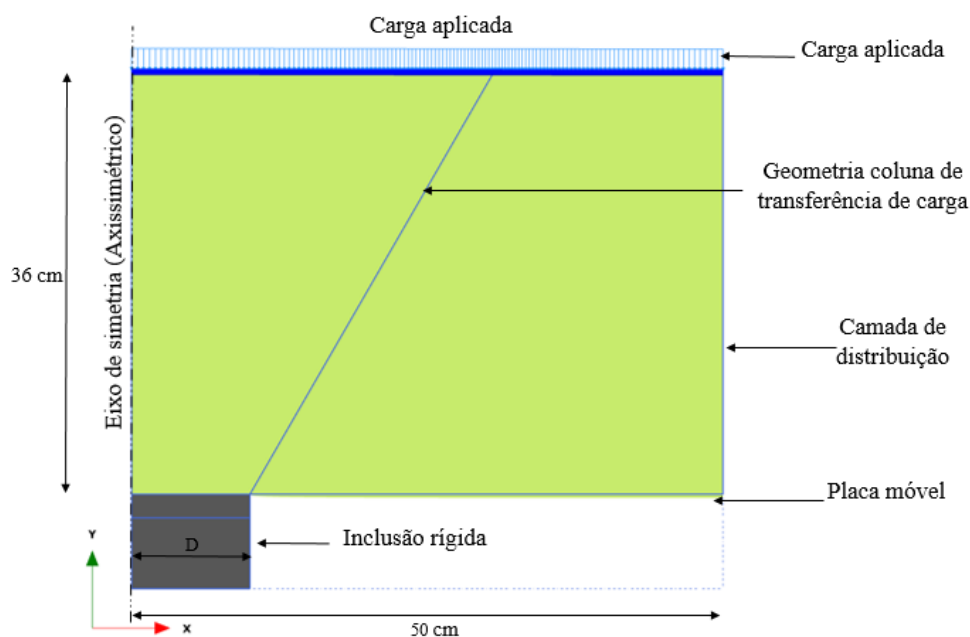 Carga aplicada
Carga aplicada
Eixo de simetria (Axissimétrico)
Geometria coluna de
transferência de carga
36 cm
Camada de
distribuição
Placa móvel
Inclusão rígida
D
Y
X
50 cm